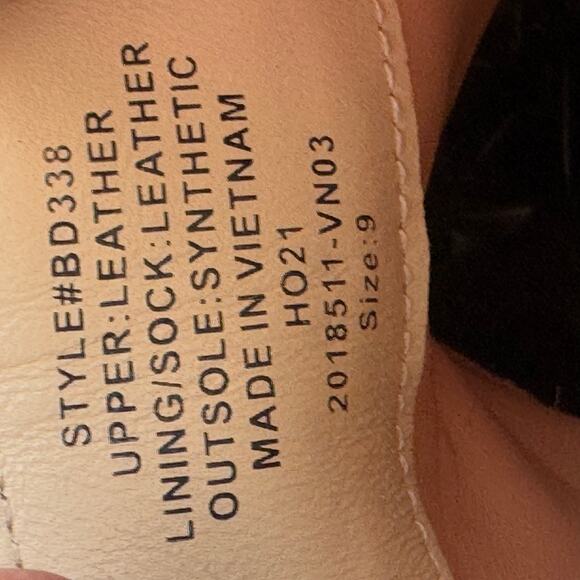 STYLE#BD338
UPPER:LEATHER
LINING/SOCK:LEATHER
OUTSOLE:SYNTHETIC
MADE IN VIETNAM
HO21
2018511-VN03
Size:9